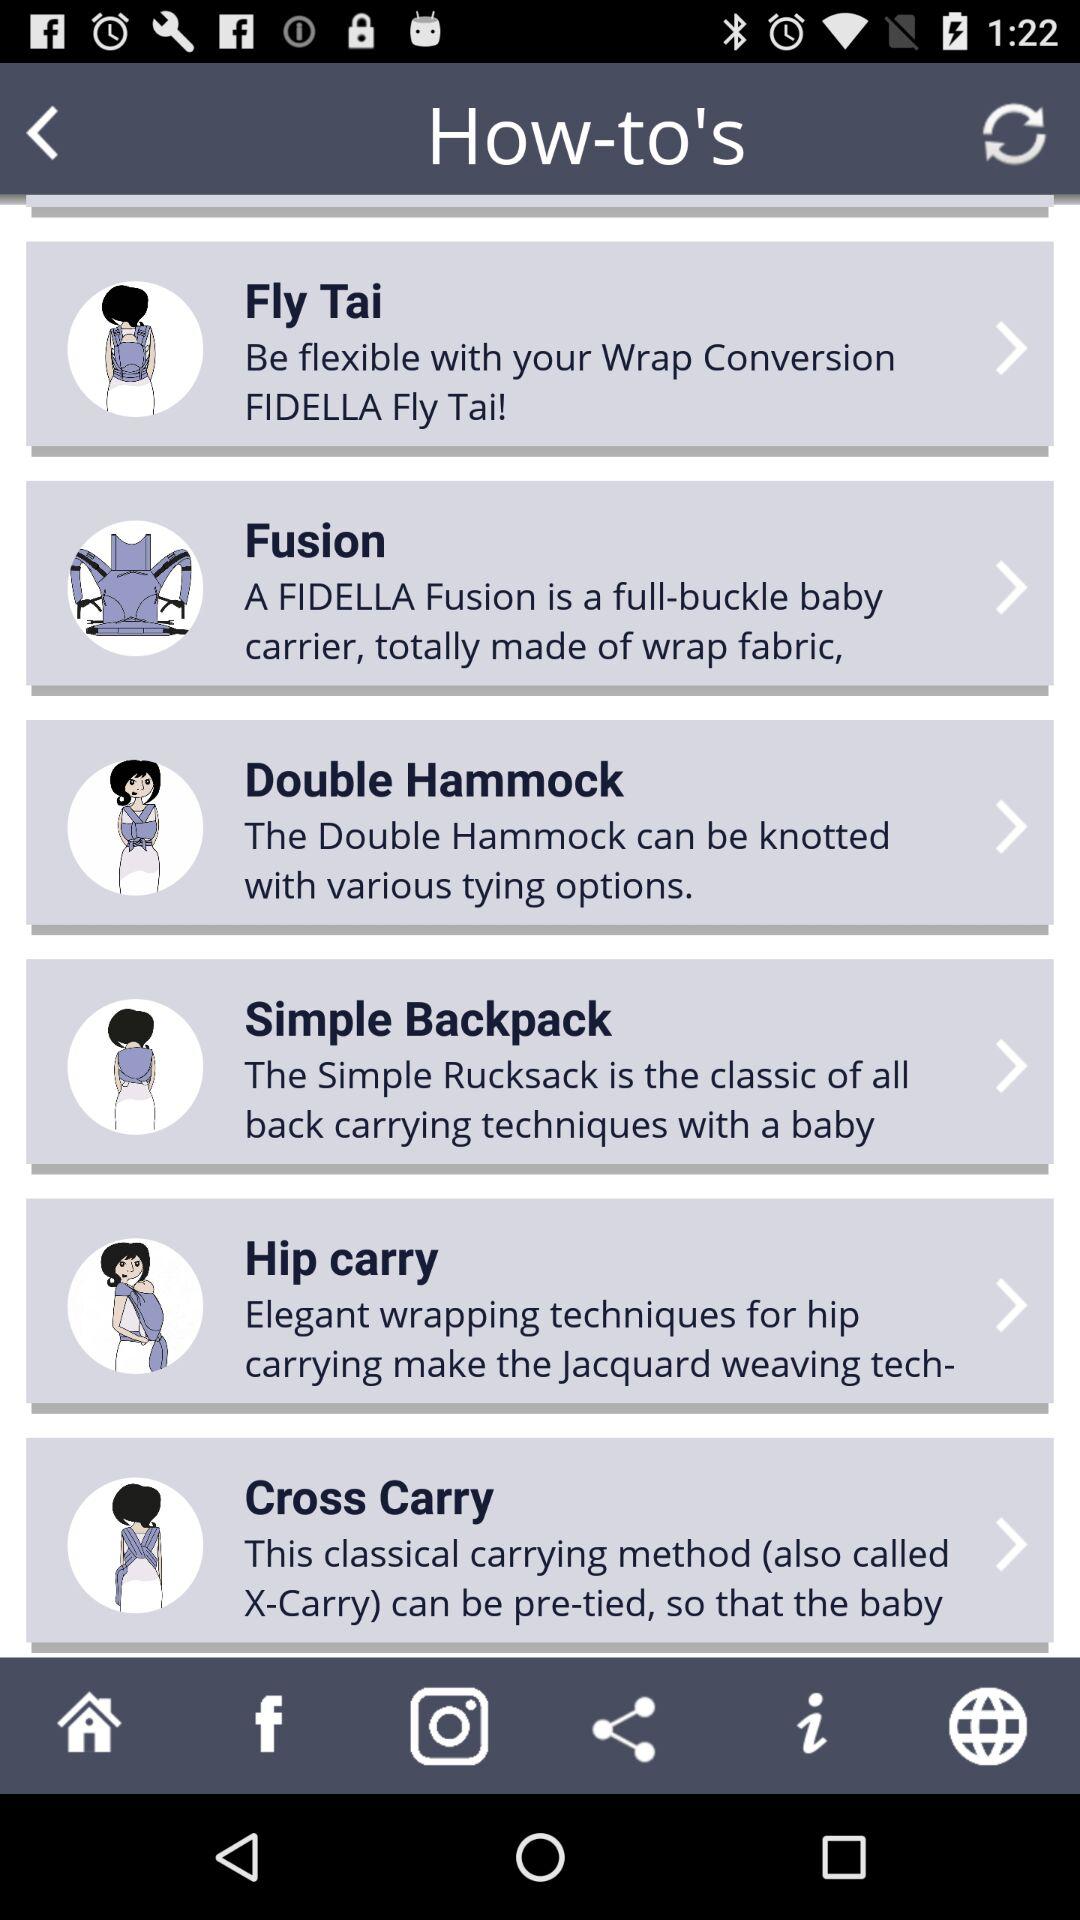 1:22
How-to's
Fly Tai
Be flexible with your Wrap Conversion
FIDELLA Fly Tai!
Fusion
A FIDELLA Fusion is a full-buckle baby
carrier, totally made of wrap fabric,
Double Hammock
The Double Hammock can be knotted
with various tying options.
Simple Backpack
The Simple Rucksack is the classic of all
back carrying techniques with a baby
Hip carry
Elegant wrapping techniques for hip
carrying make the Jacquard weaving tech-
Cross Carry
This classical carrying method (also called
X-Carry) can be pre-tied, so that the baby